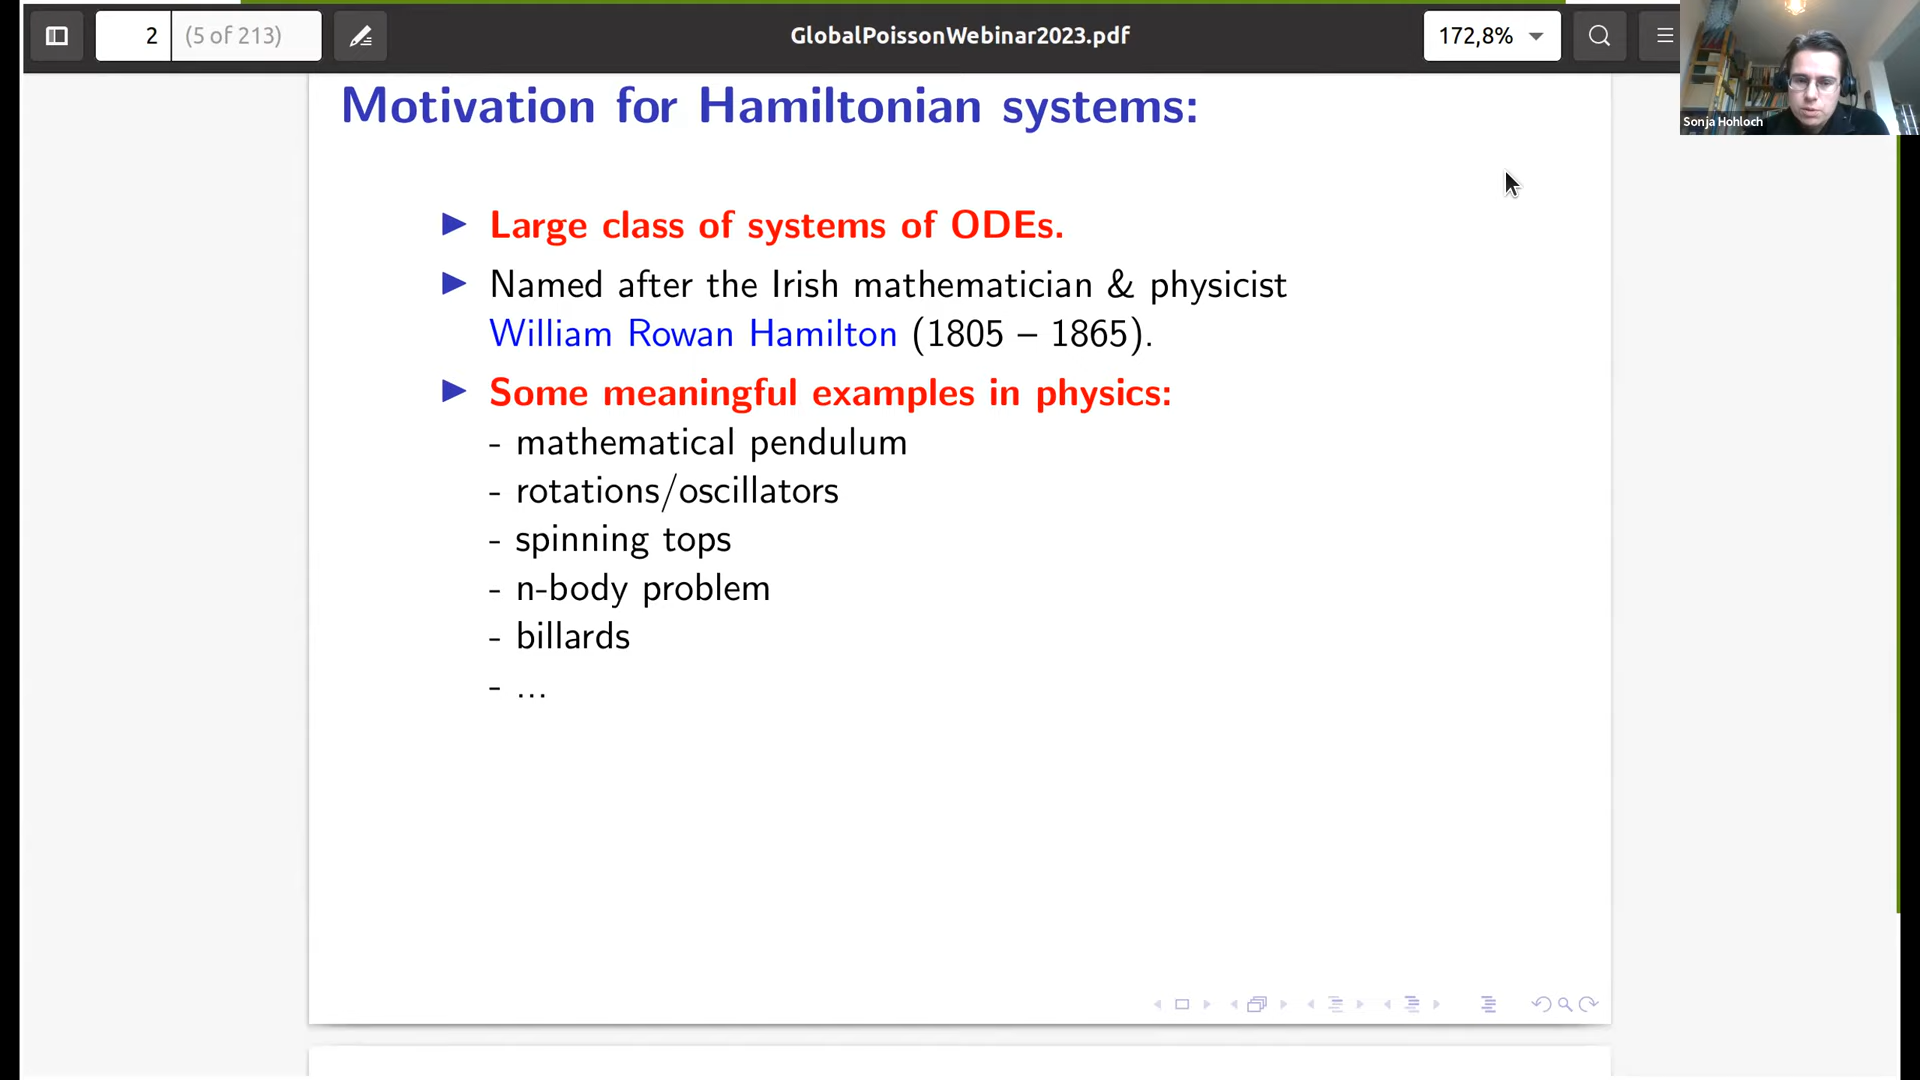 2 (5 of 213) GlobalPoissonWebinar2023.pdf 172,8%
Sonja Hohloch
Motivation for Hamiltonian systems:
Large class of systems of ODEs.
Named after the Irish mathematician & physicist
William Rowan Hamilton (1805 – 1865).
Some meaningful examples in physics:
- mathematical pendulum
- rotations/oscillators
- spinning tops
- n-body problem
- billards
- ...